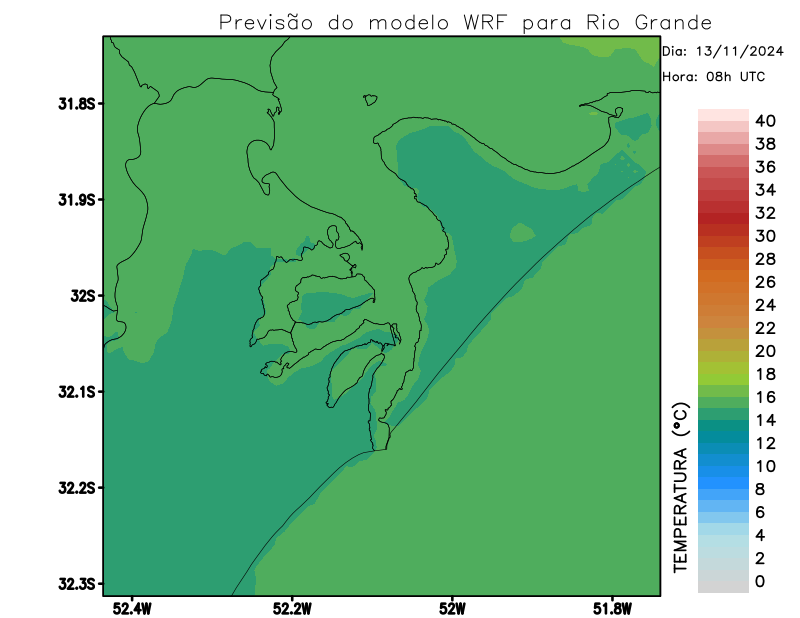 Previsão do modelo WRF para Rio Grande
Dia: 13/11/2024
Hora: 08h UTC
31.8S
31.9S
32S
32.1S
32.2S
32.3S
52.4W
52.2W
52W
51.8W
TEMPERATURA (°C)
40
38
36
34
32
30
28
26
24
22
20
18
16
14
12
10
8
6
4
2
0